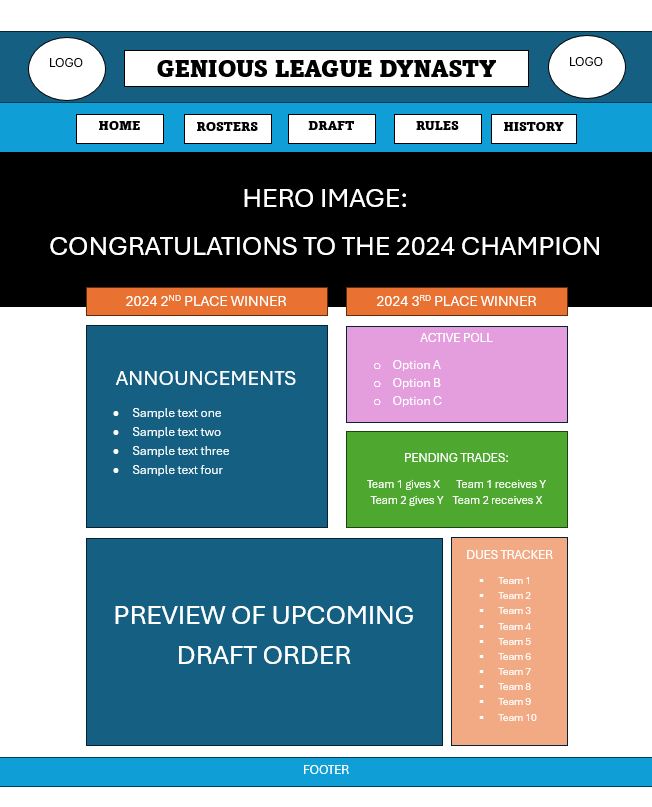 LOGO
GENIOUS LEAGUE DYNASTY
LOGO
HOME
ROSTERS
DRAFT
RULES
HISTORY
HERO IMAGE:
CONGRATULATIONS TO THE 2024 CHAMPION
2024 2ND PLACE WINNER
2024 3RD PLACE WINNER
ANNOUNCEMENTS
• Sample text one
• Sample text two
• Sample text three
• Sample text four
ACTIVE POLL
o Option A
o Option B
o Option C
PENDING TRADES:
Team 1 gives X Team 1 receives Y
Team 2 gives Y Team 2 receives X
PREVIEW OF UPCOMING
DRAFT ORDER
DUES TRACKER
▪ Team 1
▪ Team 2
▪ Team 3
▪ Team 4
▪ Team 5
▪ Team 6
▪ Team 7
▪ Team 8
▪ Team 9
▪ Team 10
FOOTER